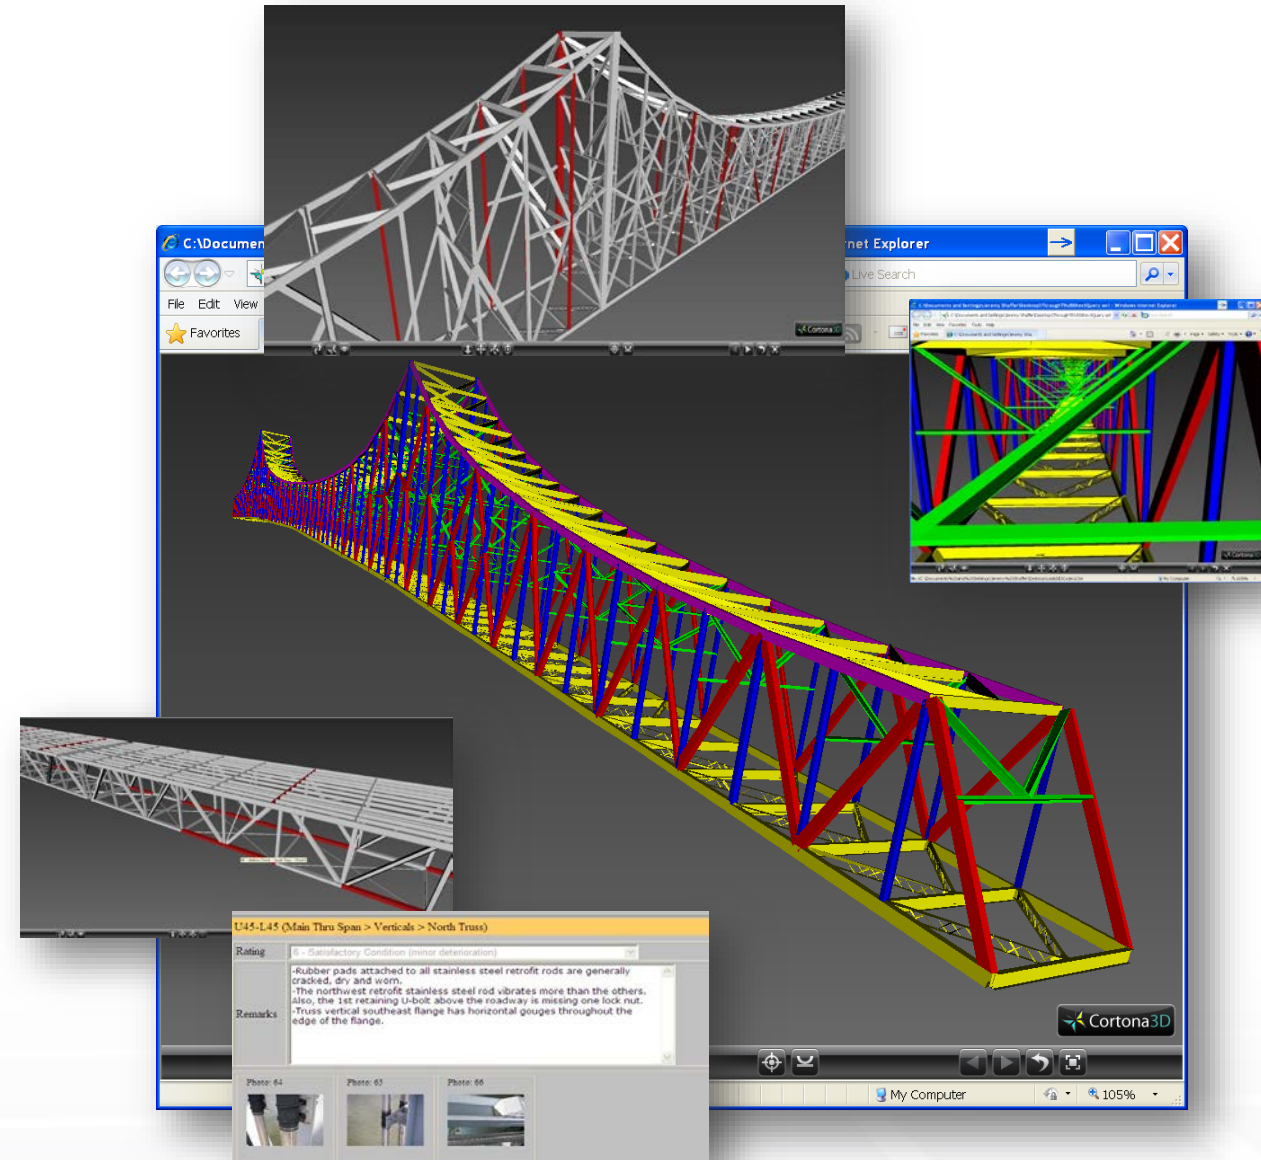 Cortona3D
C:\Documen
net Explorer
Live Search
File Edit View
Favorites
Cortona3D
U45-L45 (Main Thru Span > Verticals > North Truss)
Rating
6 - Satisfactory Condition (minor deterioration)
Remarks
-Rubber pads attached to all stainless steel retrofit rods are generally
cracked, dry and worn.
-The northwest retrofit stainless steel rod vibrates more than the others.
Also, the 1st retaining U-bolt above the roadway is missing one lock nut.
-Truss vertical southeast flange has horizontal gouges throughout the
edge of the flange.
Photo: 64
Photo: 65
Photo: 66
My Computer
105%